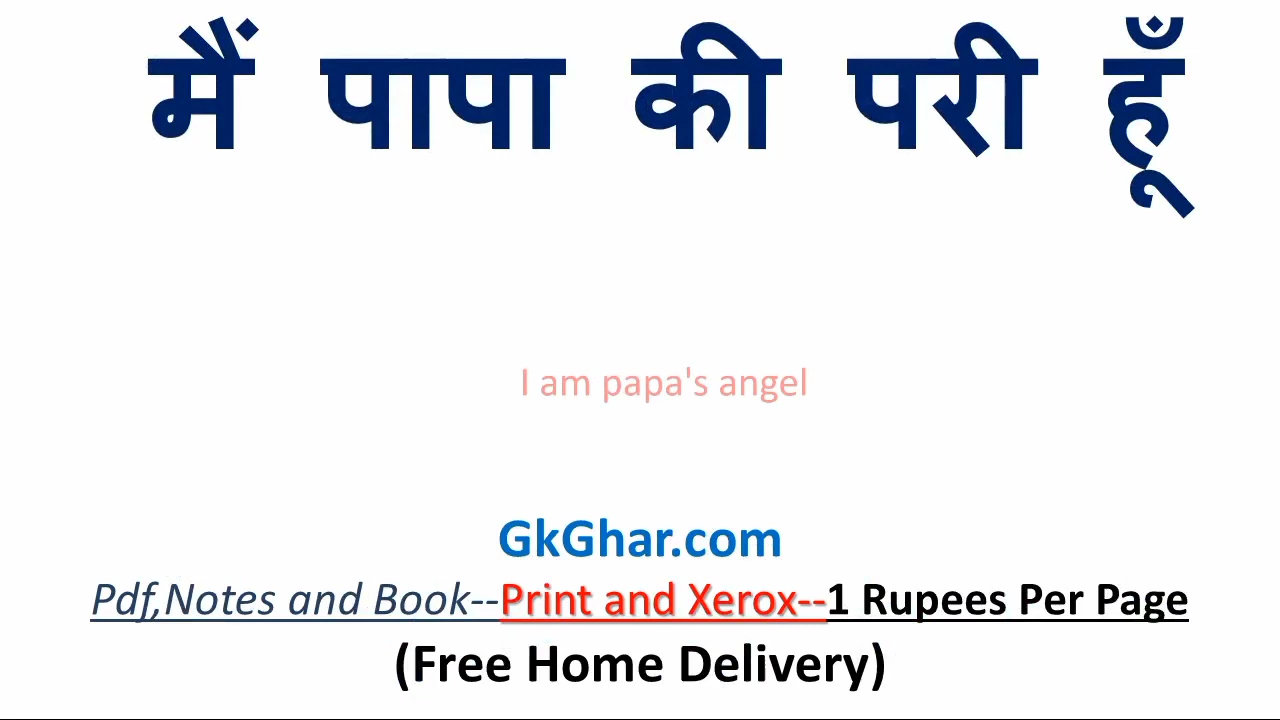 मैं पापा की परी हूँ
I am papa's angel
GkGhar.com
Pdf,Notes and Book--Print and Xerox--1 Rupees Per Page
(Free Home Delivery)